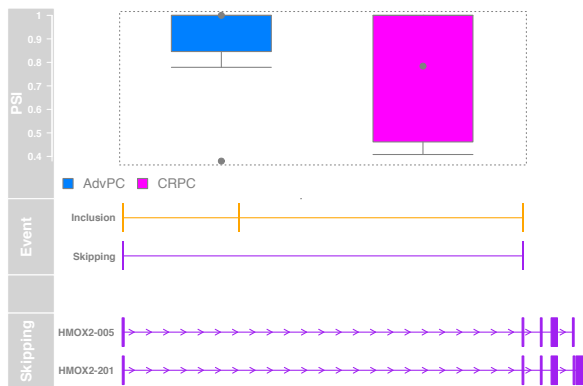 1
0.9
0.8
0.7
0.6
0.5
0.4
PSI
AdvPC CRPC
Event
Inclusion
Skipping
Skipping
HMOX2-005
HMOX2-201